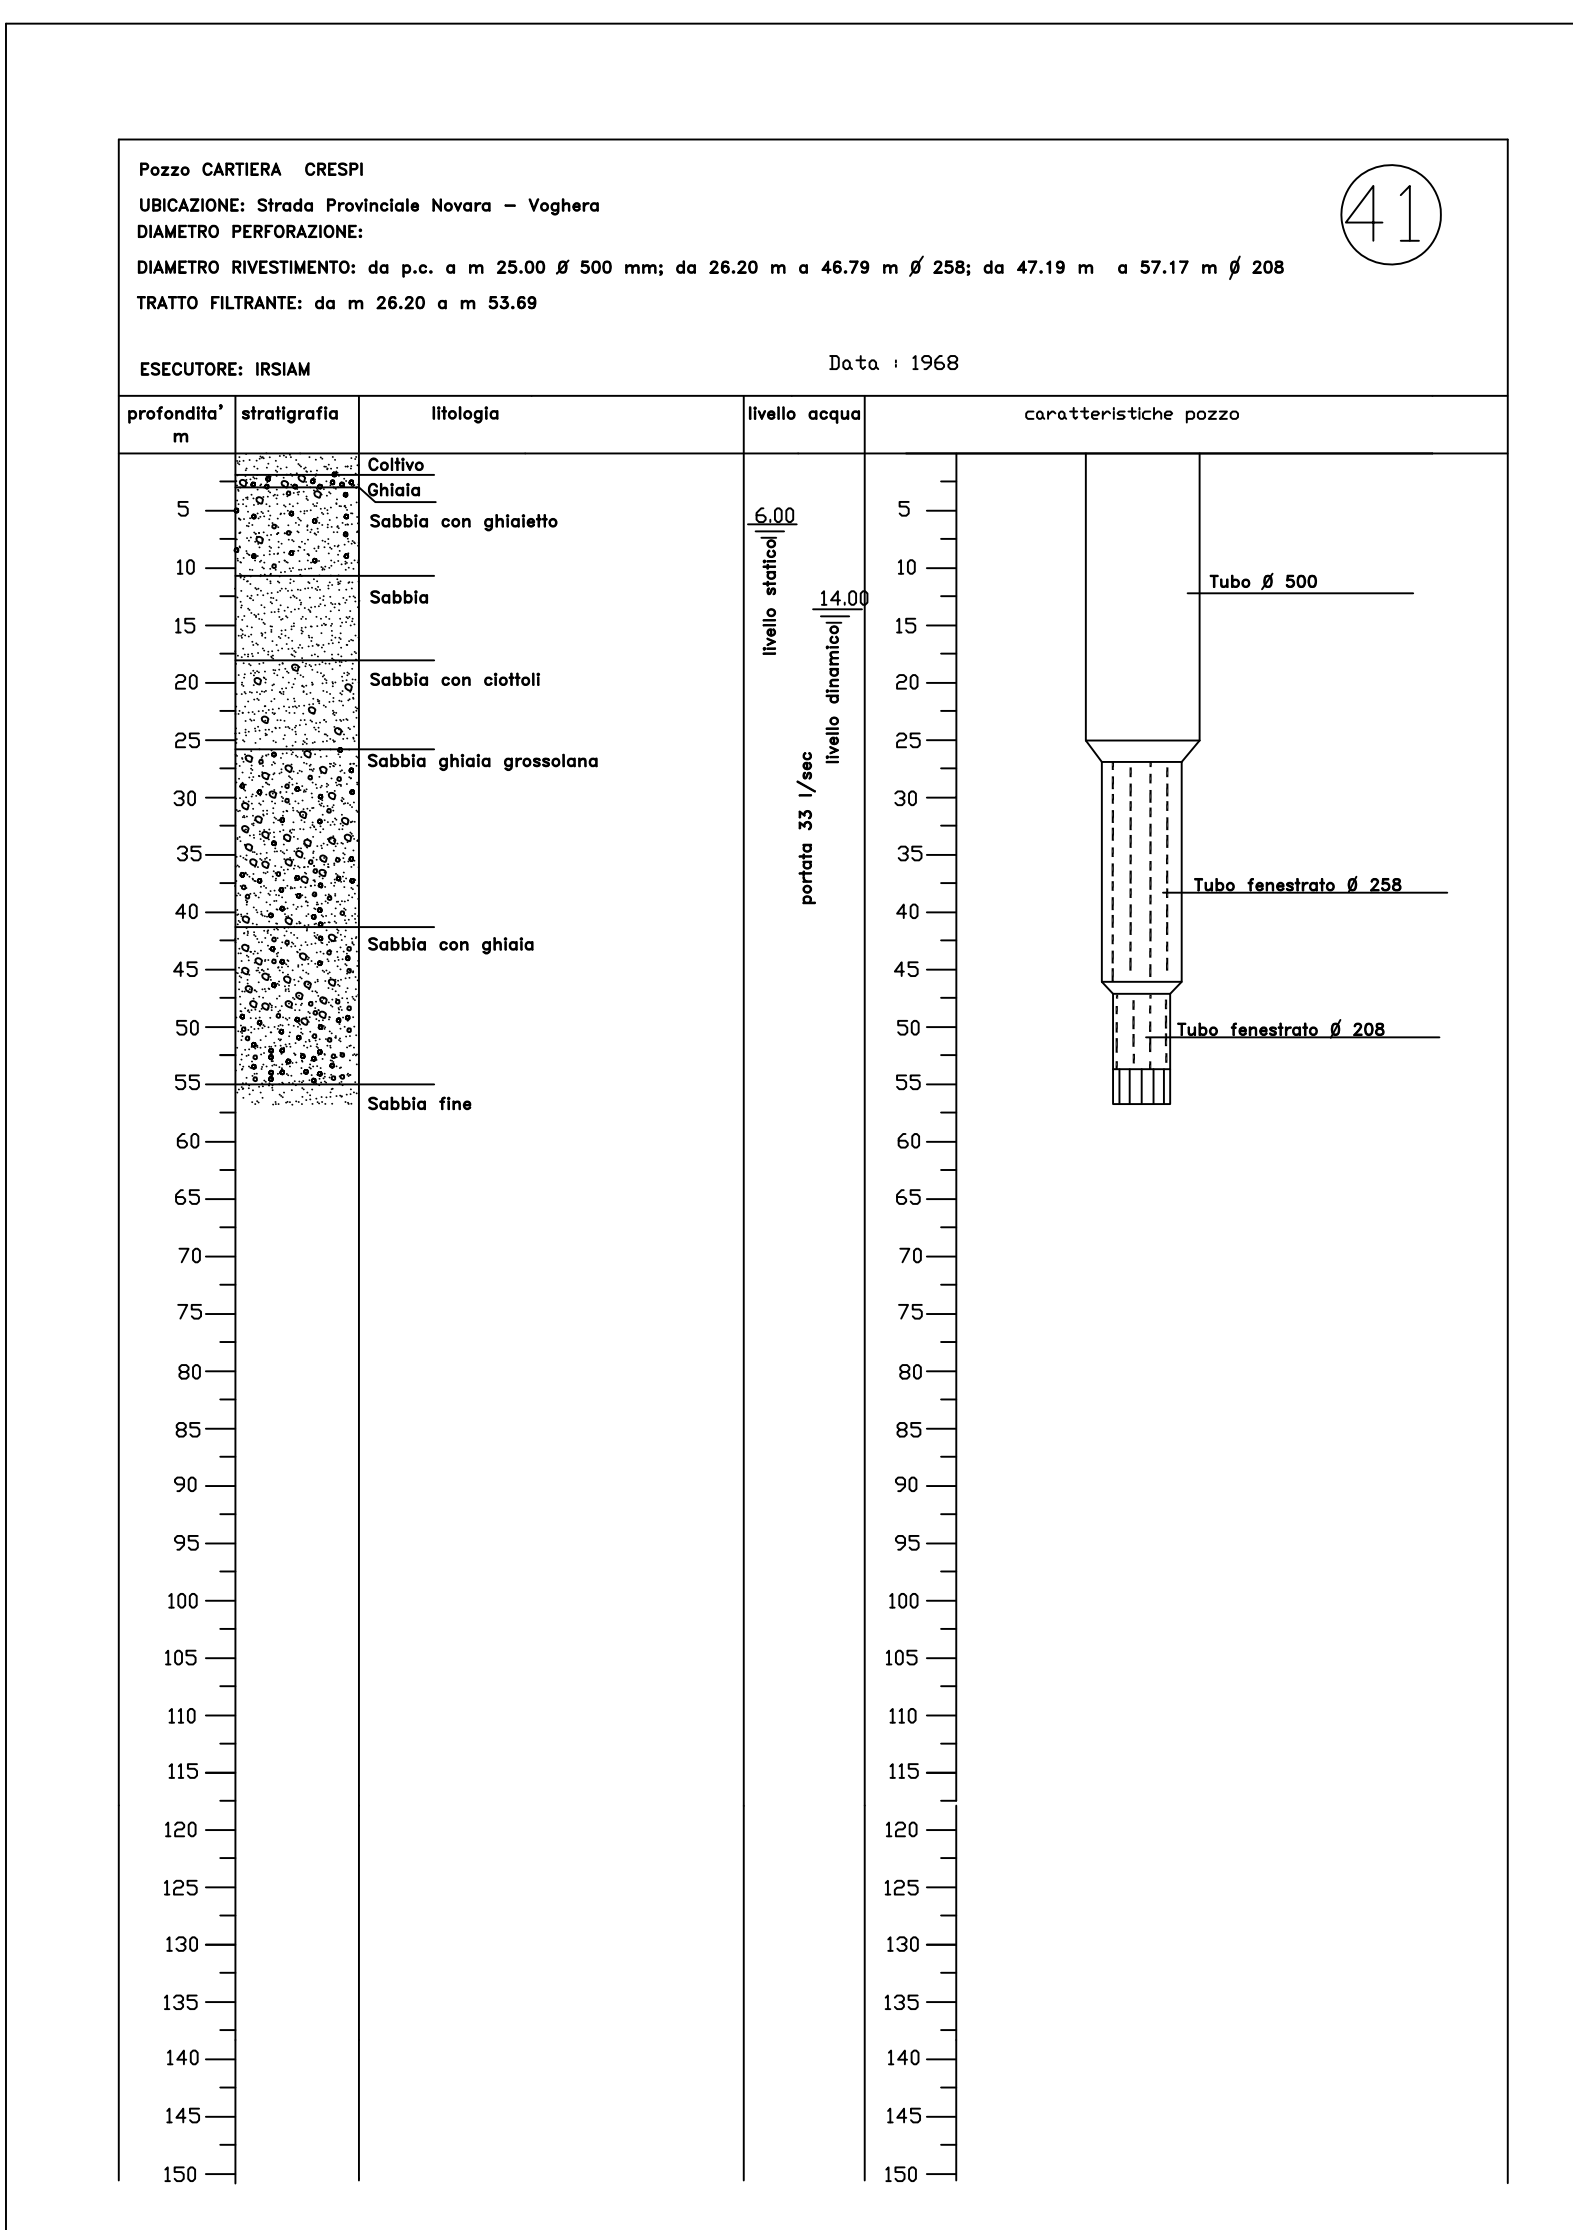 Pozzo CARTIERA CRESPI
41
UBICAZIONE: Strada Provinciale Novara – Voghera
DIAMETRO PERFORAZIONE:
DIAMETRO RIVESTIMENTO: da p.c. a m 25.00 Ø 500 mm; da 26.20 m a 46.79 m Ø 258; da 47.19 m a 57.17 m Ø 208
TRATTO FILTRANTE: da m 26.20 a m 53.69
ESECUTORE: IRSIAM
Data : 1968
profondita' m
stratigrafia
litologia
livello acqua
caratteristiche pozzo
5
10
15
20
25
30
35
40
45
50
55
60
65
70
75
80
85
90
95
100
105
110
115
120
125
130
135
140
145
150
Coltivo
Ghiaia
Sabbia con ghiaietto
Sabbia
Sabbia con ciottoli
Sabbia ghiaia grossolana
Sabbia con ghiaia
Sabbia fine
6.00
livello statico
14.00
livello dinamico
portata 33 l/sec
5
10
15
20
25
30
35
40
45
50
55
60
65
70
75
80
85
90
95
100
105
110
115
120
125
130
135
140
145
150
Tubo Ø 500
Tubo fenestrato Ø 258
Tubo fenestrato Ø 208